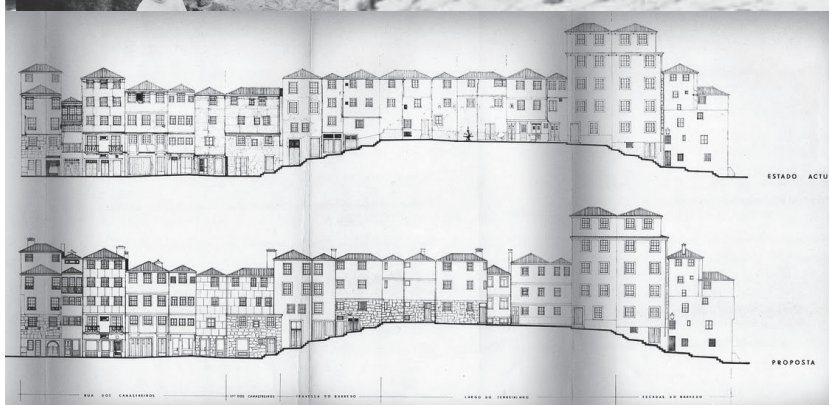 ESTADO ACTU
PROPOSTA
RUA DOS CANASTREIROS
TRAVESSA DO BARREDO
LARGO DO TERREIRINHO
ESCADAS DO BARREDO